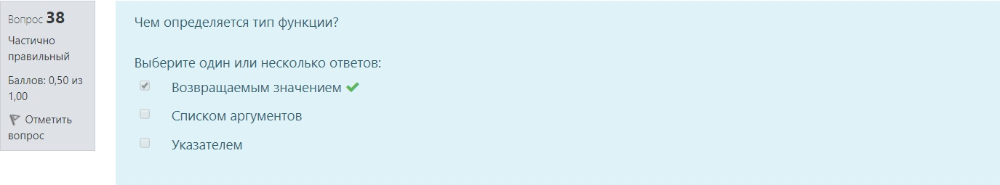 Вопрос 38
Частично
правильный
Баллов: 0,50 из
1,00
Отметить
вопрос
Чем определяется тип функции?
Выберите один или несколько ответов:
Возвращаемым значением
Списком аргументов
Указателем